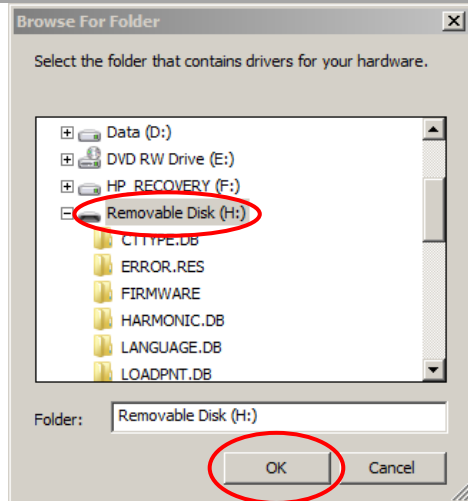 Browse For Folder
Select the folder that contains drivers for your hardware.
Data (D:)
DVD RW Drive (E:)
HP_RECOVERY (F:)
Removable Disk (H:)
CTTYPE.DB
ERROR.RES
FIRMWARE
HARMONIC.DB
LANGUAGE.DB
LOADPNT.DB
Folder: Removable Disk (H:)
OK Cancel